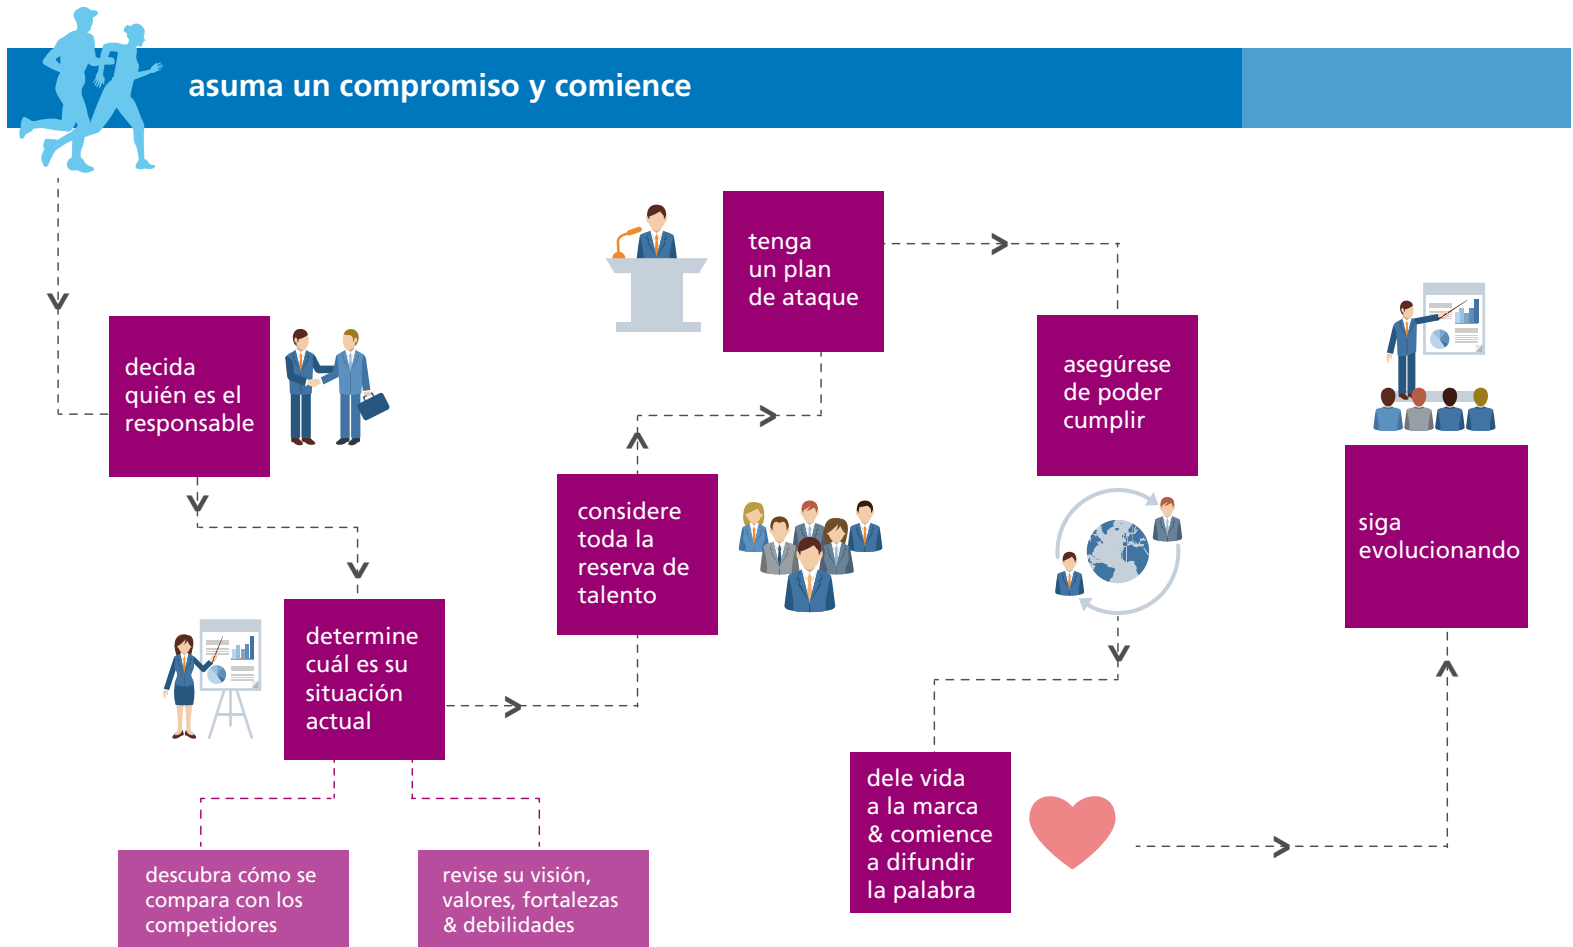 asuma un compromiso y comience
decida
quién es el
responsable
determine
cuál es su
situación
actual
descubra cómo se
compara con los
competidores
revise su visión,
valores, fortalezas
& debilidades
considere
toda la
reserva de
talento
tenga
un plan
de ataque
asegúrese
de poder
cumplir
dele vida
a la marca
& comience
a difundir
la palabra
siga
evolucionando